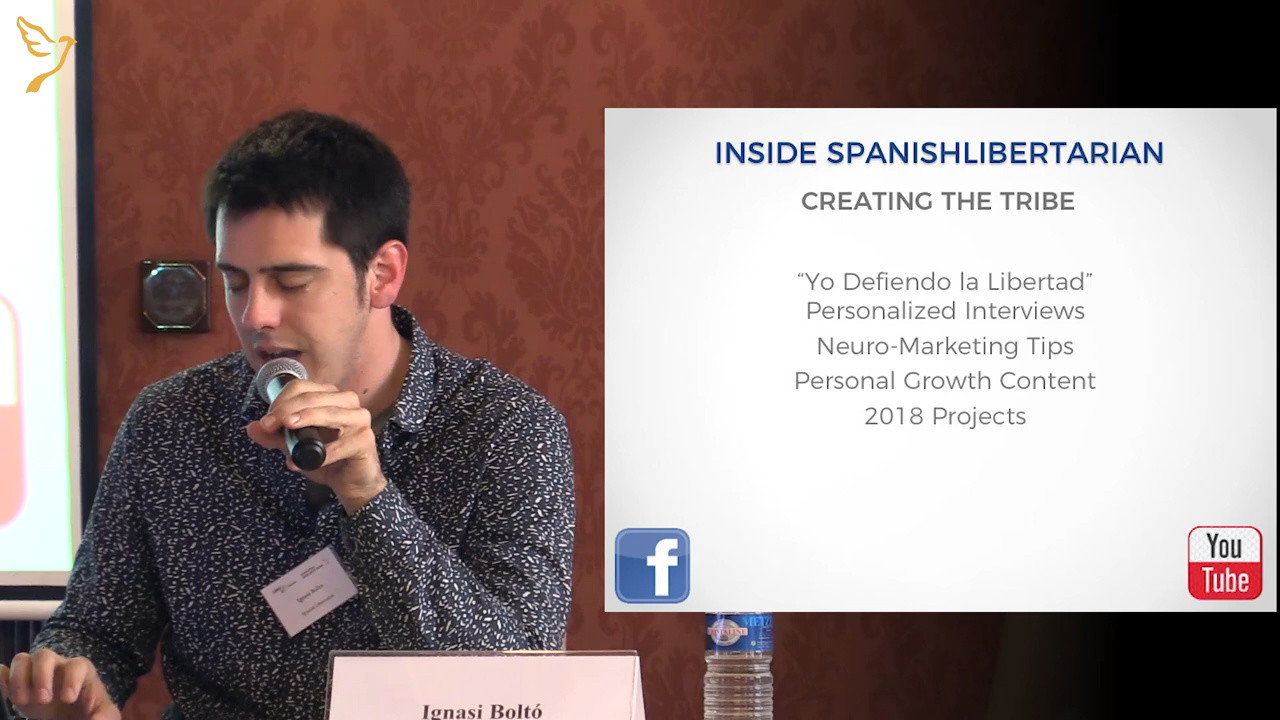 INSIDE SPANISHLIBERTARIAN
CREATING THE TRIBE
“Yo Defiendo la Libertad”
Personalized Interviews
Neuro-Marketing Tips
Personal Growth Content
2018 Projects
f
You
Tube
Ignasi Boltó